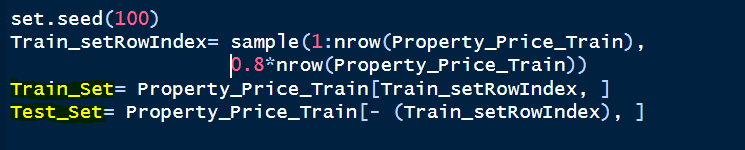 set.seed(100)
Train_setRowIndex= sample(1:nrow(Property_Price_Train),
0.8*nrow(Property_Price_Train))
Train_Set= Property_Price_Train[Train_setRowIndex, ]
Test_Set= Property_Price_Train[- (Train_setRowIndex), ]